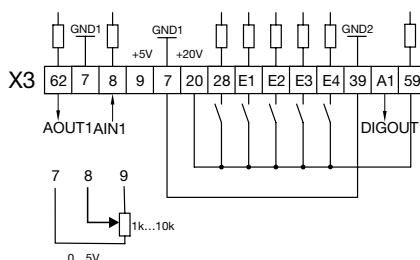 GND1 GND1 GND2
+5V +20V
X3 62 7 8 9 7 20 28 E1 E2 E3 E4 39 A1 59
AOUT1 AIN1 DIGOUT
7 8 9
1k...10k
0...5V